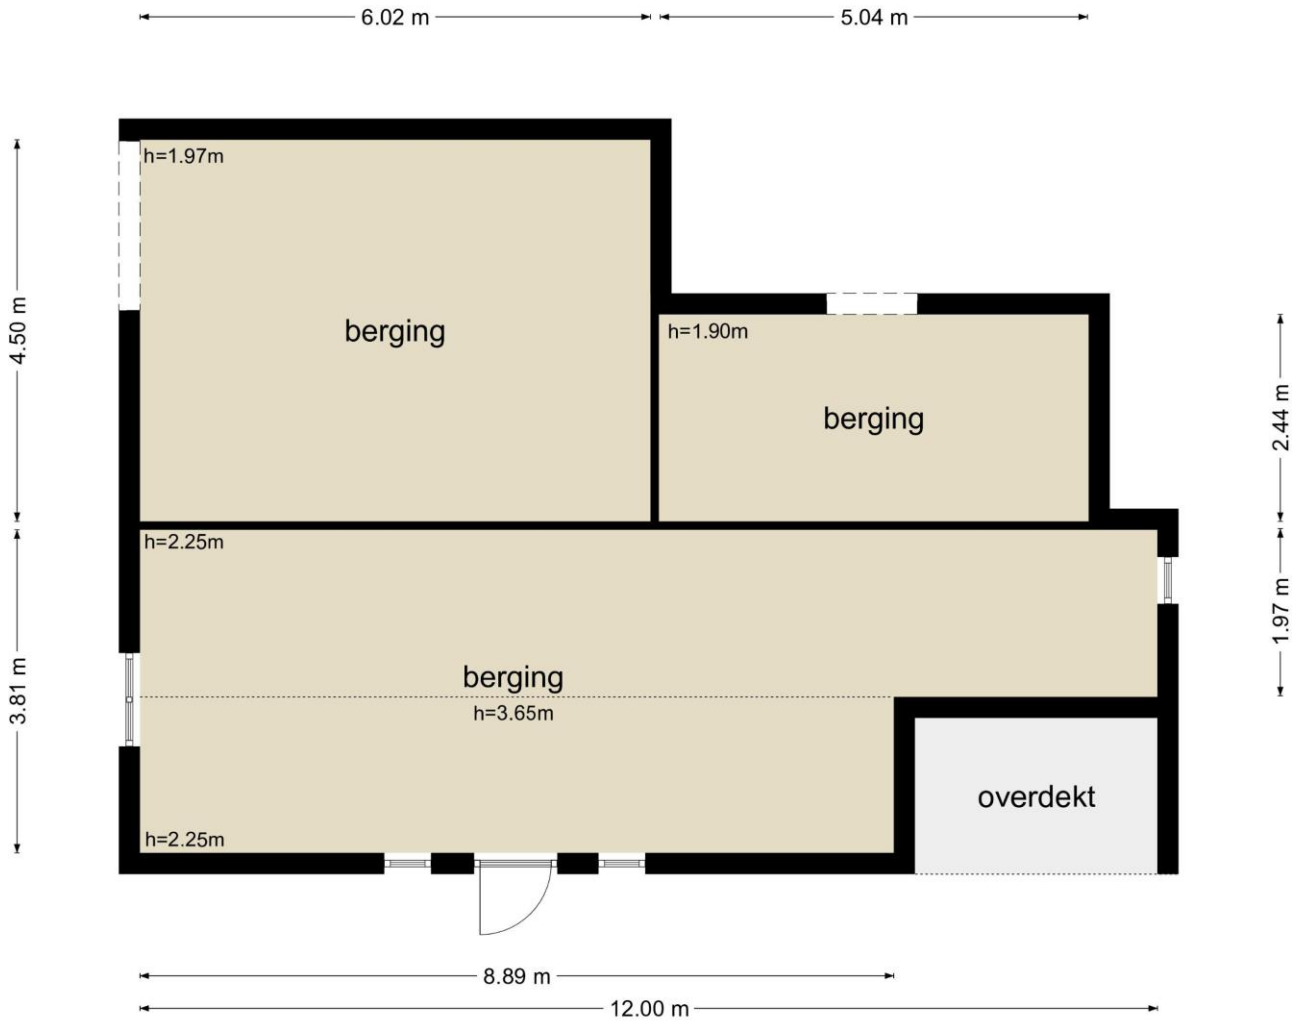 6.02 m
5.04 m
h=1.97m
4.50 m
berging
h=1.90m
berging
2.44 m
h=2.25m
1.97 m
3.81 m
berging
h=3.65m
overdekt
h=2.25m
8.89 m
12.00 m